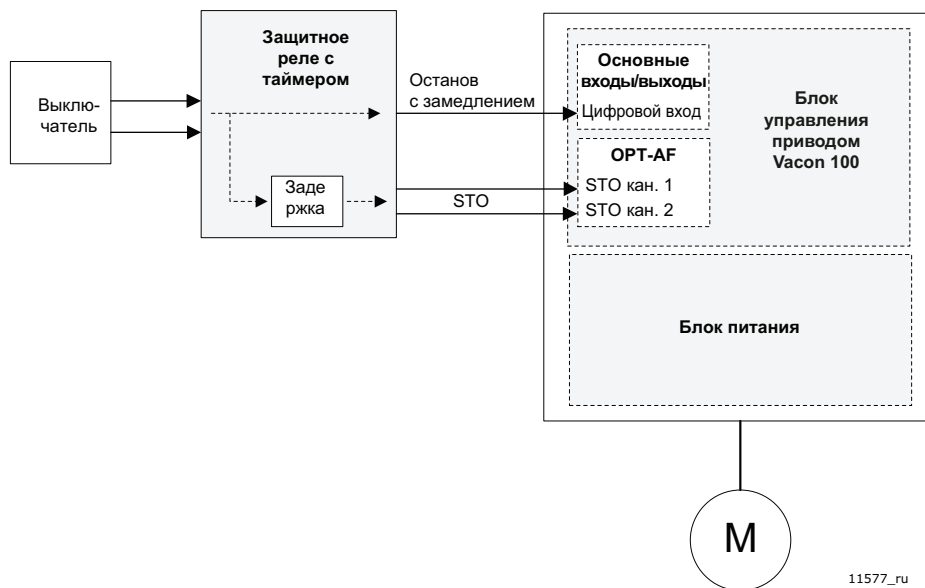 Выклю-
чатель
Защитное
реле с
таймером
Заде
ржка
Останов
с замедлением
STO
Основные
входы/выходы
Цифровой вход
OPT-AF
STO кан. 1
STO кан. 2
Блок
управления
приводом
Vacon 100
Блок питания
M
11577_ru